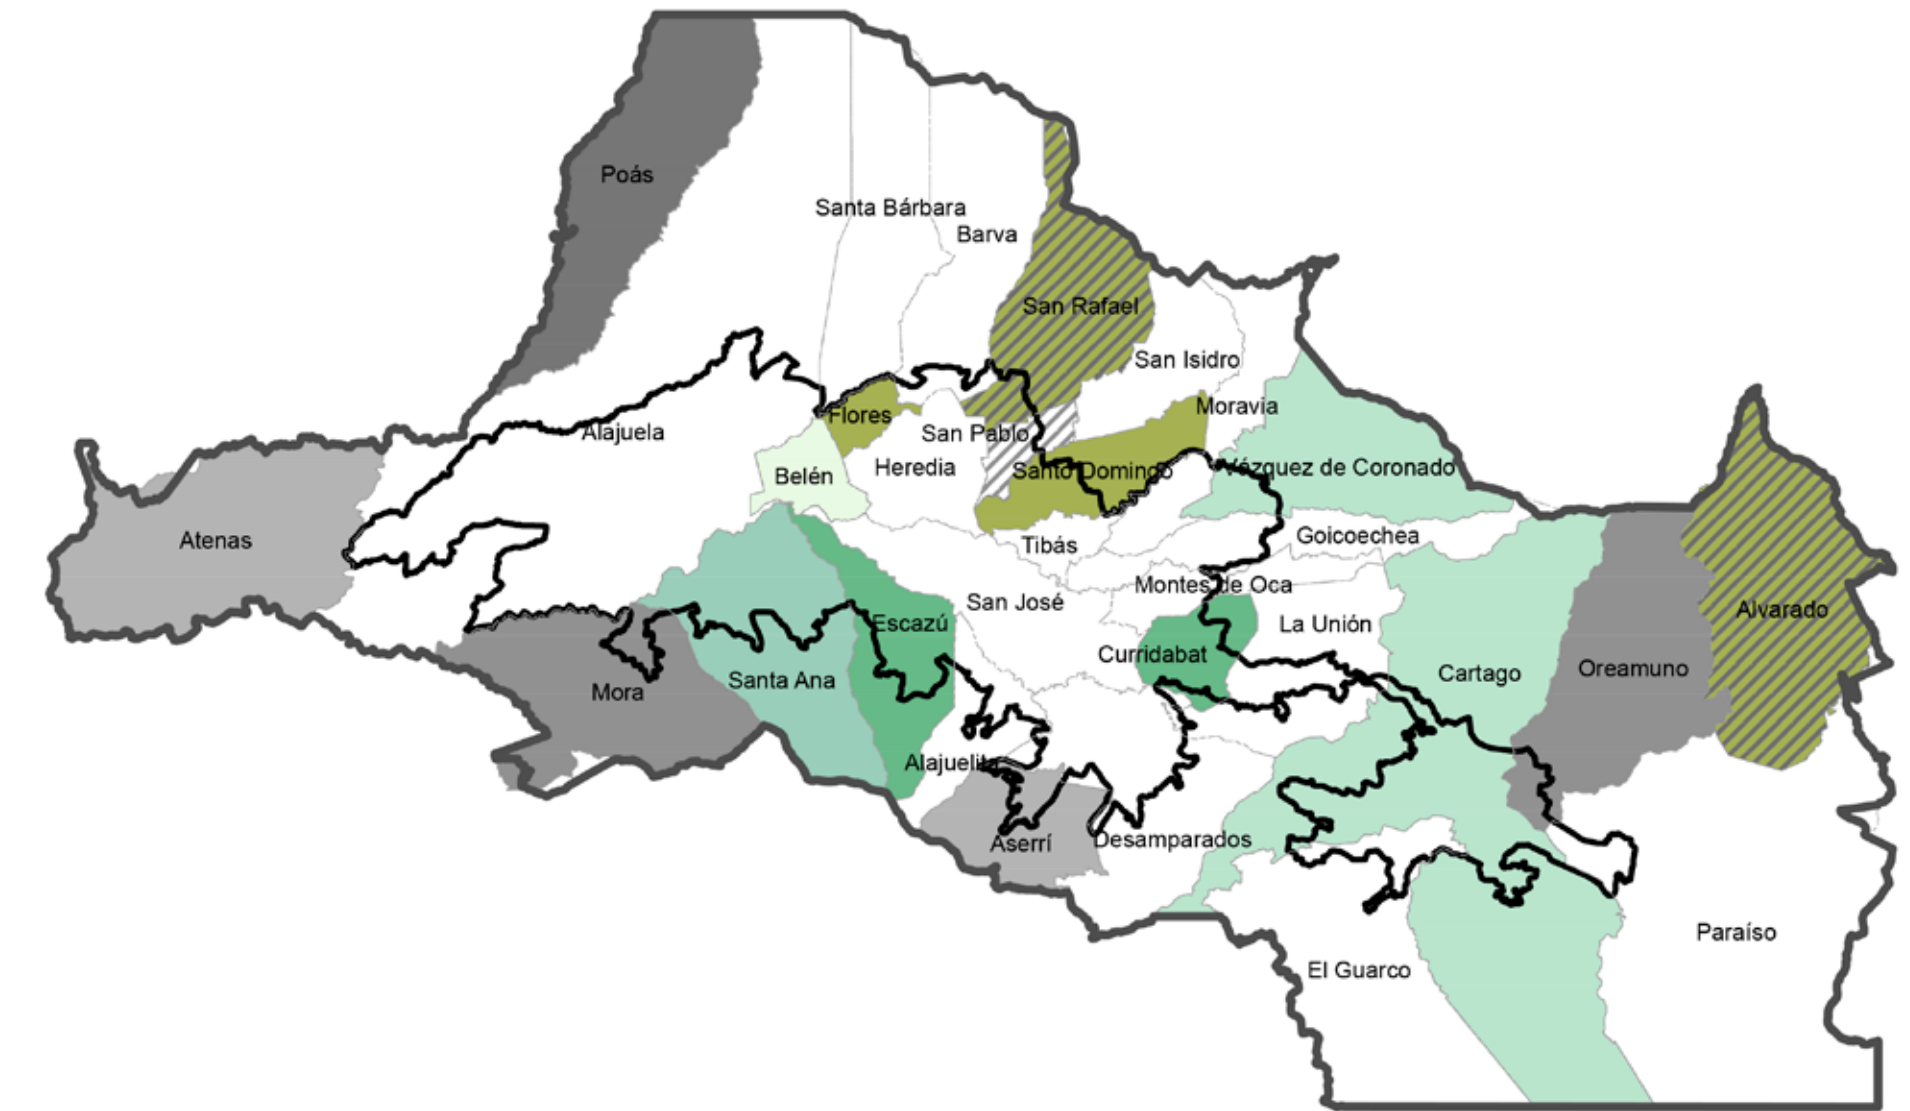 Poás
Santa Bárbara
Barva
San Rafael
San Isidro
Moravia
Flores
Alajuela
San Pablo
Heredia
Belén
Santo Domingo
Vázquez de Coronado
Atenas
Tibás
Goicoechea
Montes de Oca
San José
Escazú
La Unión
Alvarado
Curridabat
Cartago
Oreamuno
Santa Ana
Mora
Alajuelita
Aserrí
Desamparados
Paraíso
El Guarco